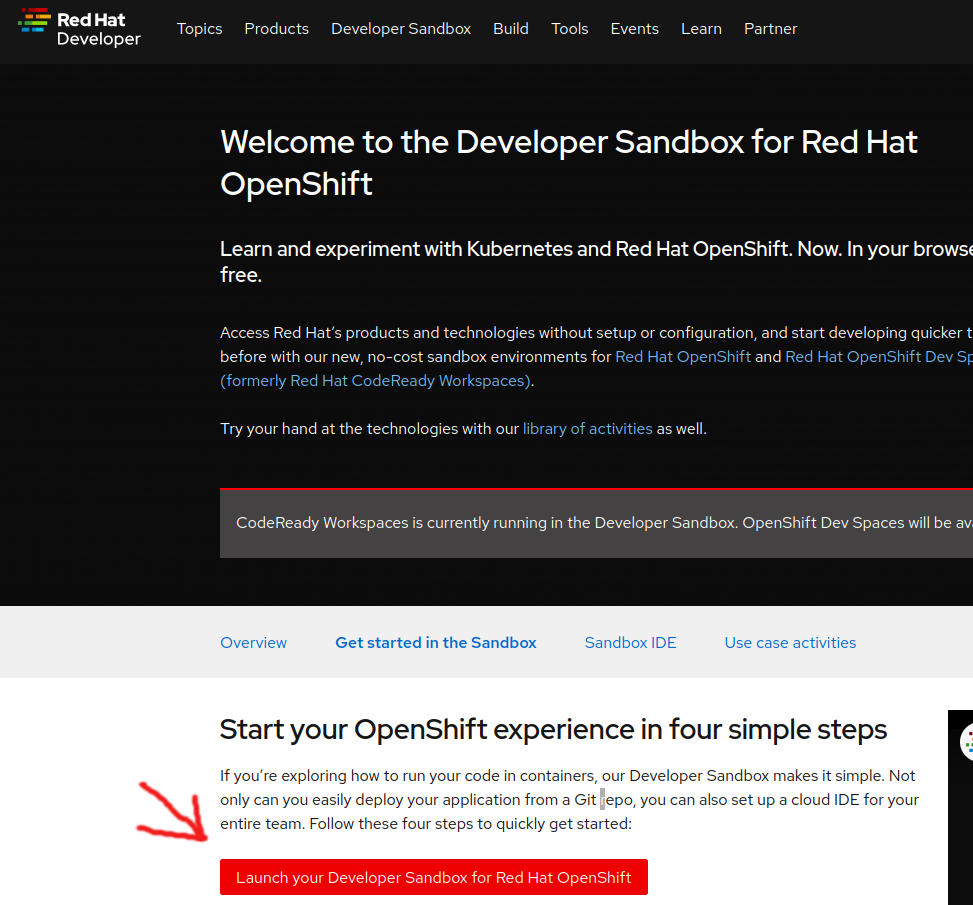 Red Hat
Developer
Topics Products Developer Sandbox Build Tools Events Learn Partner
Welcome to the Developer Sandbox for Red Hat
OpenShift
Learn and experiment with Kubernetes and Red Hat OpenShift. Now. In your browse
free.
Access Red Hat’s products and technologies without setup or configuration, and start developing quicker t
before with our new, no-cost sandbox environments for Red Hat OpenShift and Red Hat OpenShift Dev Sp
(formerly Red Hat CodeReady Workspaces).
Try your hand at the technologies with our library of activities as well.
CodeReady Workspaces is currently running in the Developer Sandbox. OpenShift Dev Spaces will be ava
Overview Get started in the Sandbox Sandbox IDE Use case activities
Start your OpenShift experience in four simple steps
If you’re exploring how to run your code in containers, our Developer Sandbox makes it simple. Not
only can you easily deploy your application from a Git repo, you can also set up a cloud IDE for your
entire team. Follow these four steps to quickly get started:
Launch your Developer Sandbox for Red Hat OpenShift